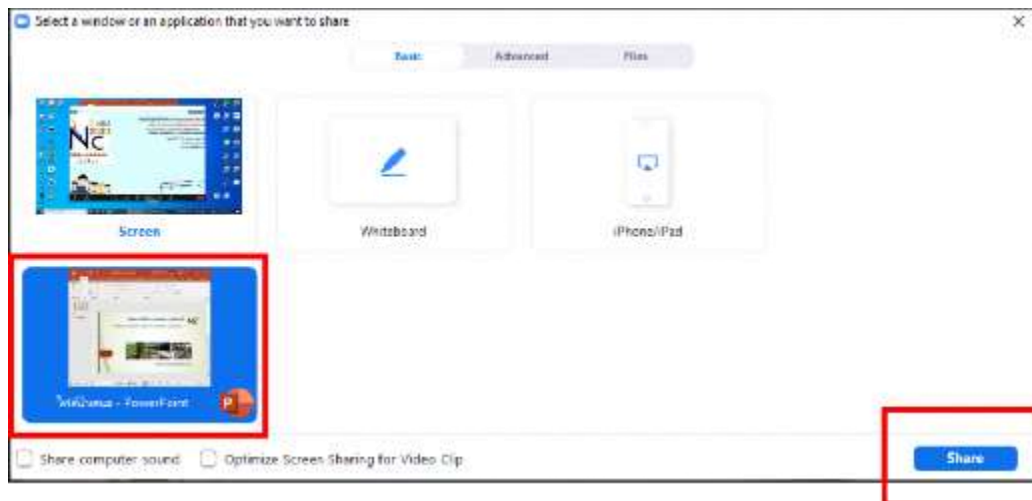 Select a window or an application that you want to share
Basic
Advanced
Files
Screen
Whiteboard
iPhone/iPad
NC
- PowerPoint
P
Share computer sound
Optimize Screen Sharing for Video Clip
Share